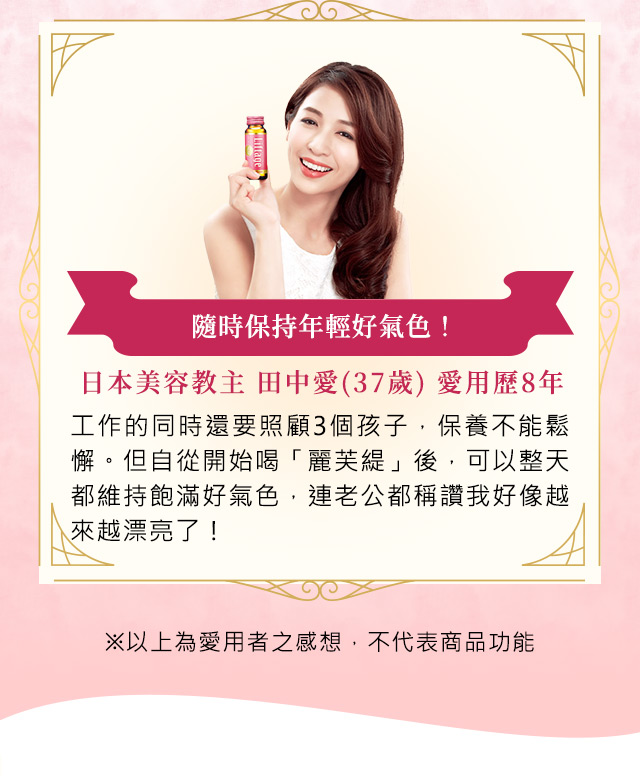 Lillace
隨時保持年輕好氣色！
日本美容教主 田中愛(37歲) 愛用歷8年
工作的同時還要照顧3個孩子，保養不能鬆
懈。但自從開始喝「麗芙緹」後，可以整天
都維持飽滿好氣色，連老公都稱讚我好像越
來越漂亮了！
※以上為愛用者之感想，不代表商品功能